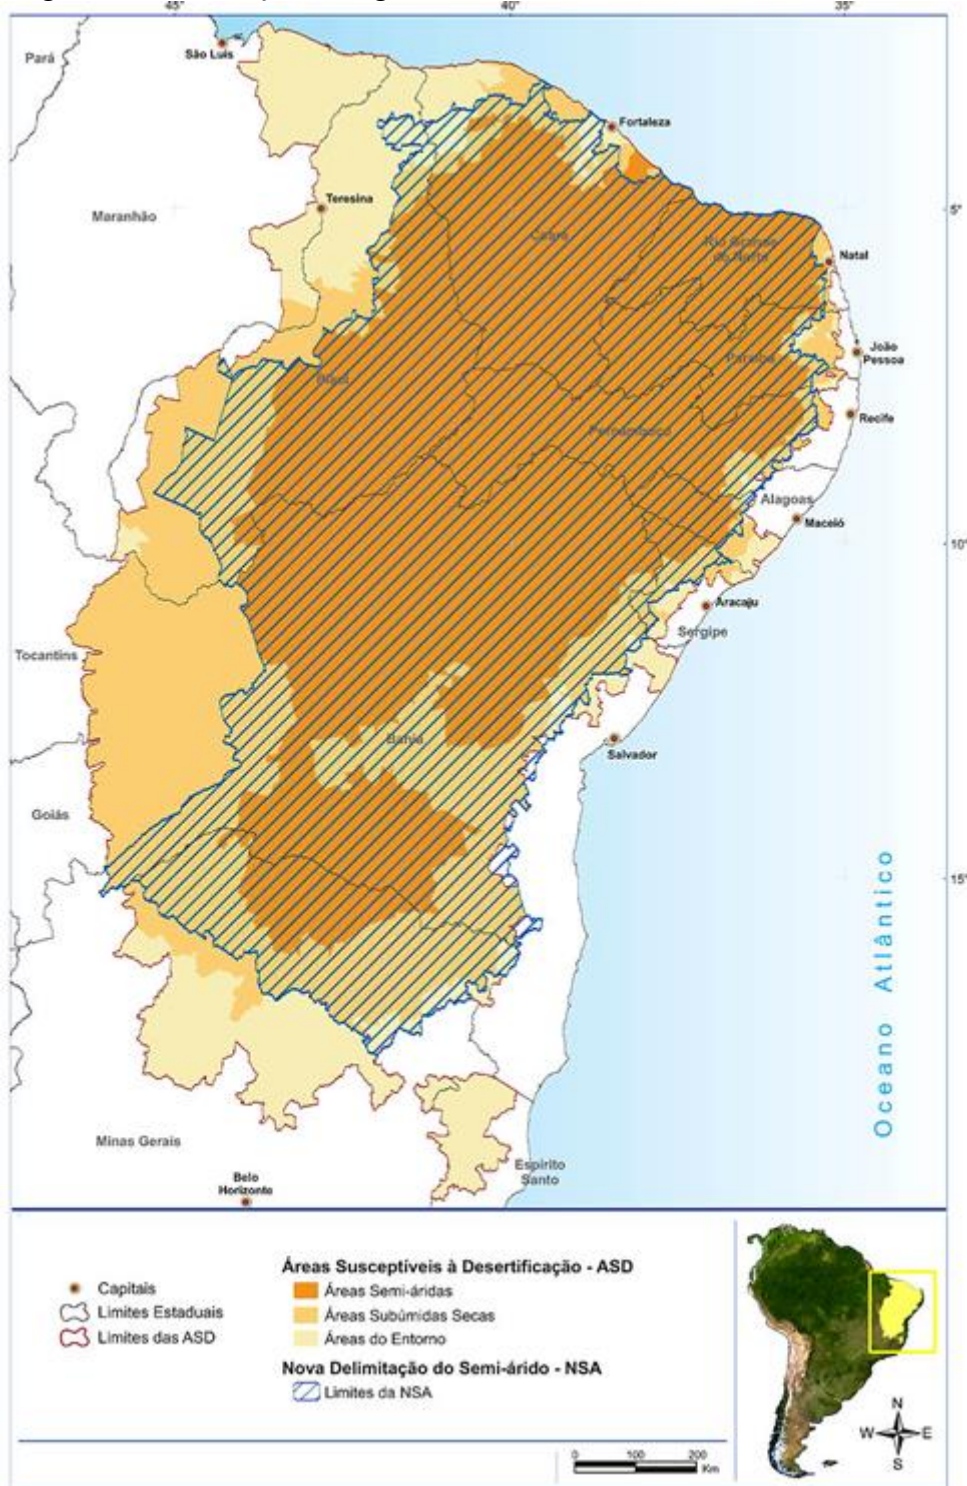 45°
40°
35°
São Luis
Pará
Fortaleza
Teresina
Maranhão
5°
Ceará
Rio Grande
do Norte
Natal
João
Pessoa
Paraíba
Piauí
Recife
Pernambuco
Alagoas
Maceió
10°
Aracaju
Sergipe
Tocantins
Bahia
Salvador
Goiás
15°
Oceano Atlântico
Minas Gerais
Espírito
Santo
Belo
Horizonte
Áreas Susceptíveis à Desertificação - ASD
Capitais
Áreas Semi-áridas
Limites Estaduais
Áreas Subúmidas Secas
Limites das ASD
Áreas do Entorno
Nova Delimitação do Semi-árido - NSA
Limites da NSA
N
W
E
S
0 100 200
Km